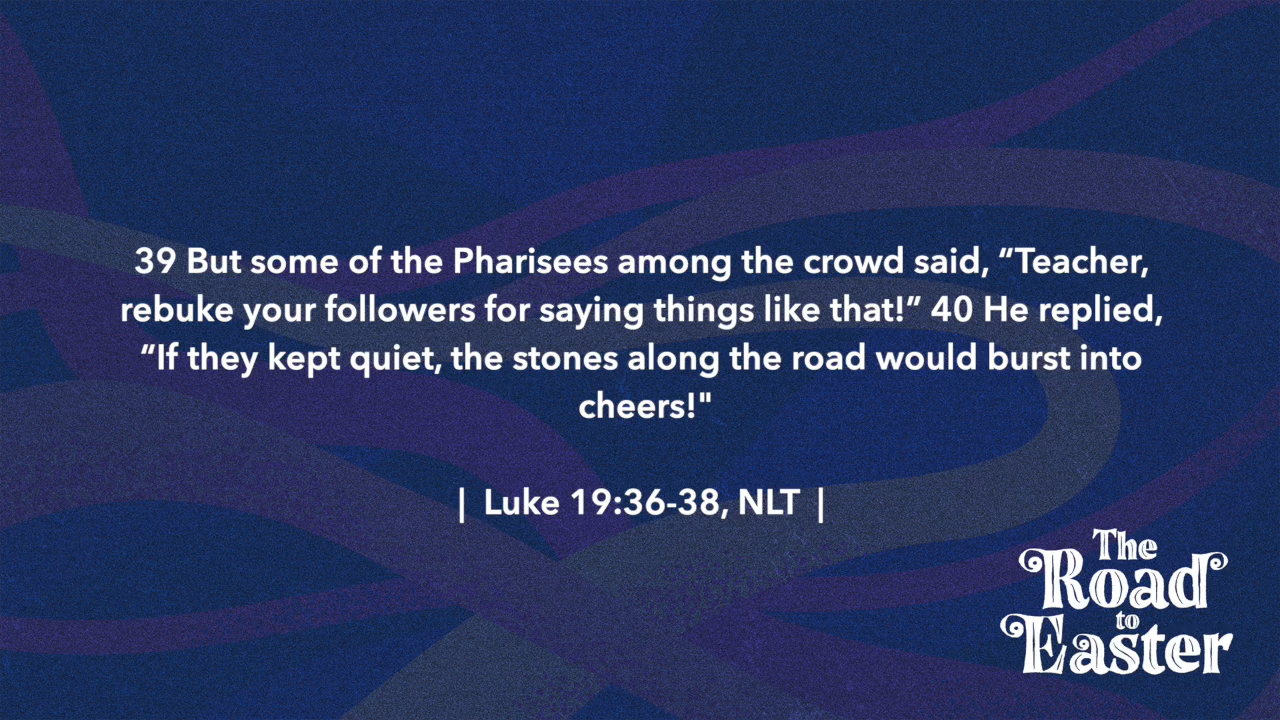 39 But some of the Pharisees among the crowd said, “Teacher,
rebuke your followers for saying things like that!” 40 He replied,
“If they kept quiet, the stones along the road would burst into
cheers!"
| Luke 19:36-38, NLT |
The
Road
to
Easter